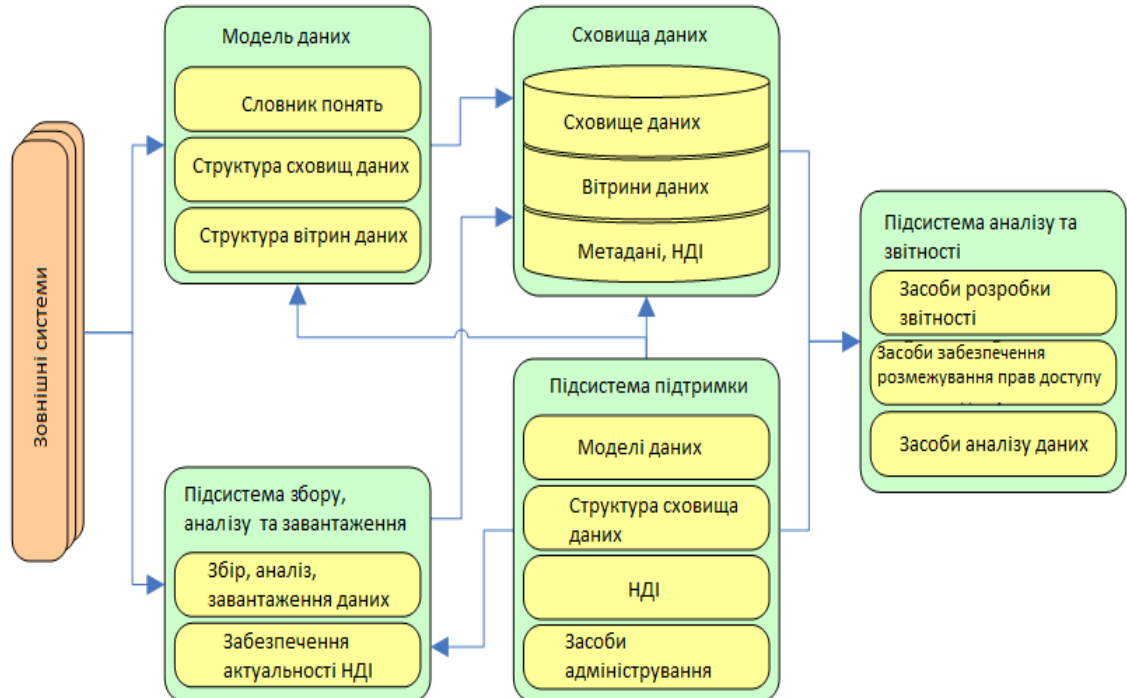 Зовнішні системи
Модель даних
Словник понять
Структура сховищ даних
Структура вітрин даних
Сховища даних
Сховище даних
Вітрини даних
Метадані, НДІ
Підсистема збору,
аналізу та завантаження
Збір, аналіз,
завантаження даних
Забезпечення
актуальності НДІ
Підсистема підтримки
Моделі даних
Структура сховища
даних
НДІ
Засоби
адміністрування
Підсистема аналізу та
звітності
Засоби розробки
звітності
Засоби забезпечення
розмежування прав доступу
Засоби аналізу даних